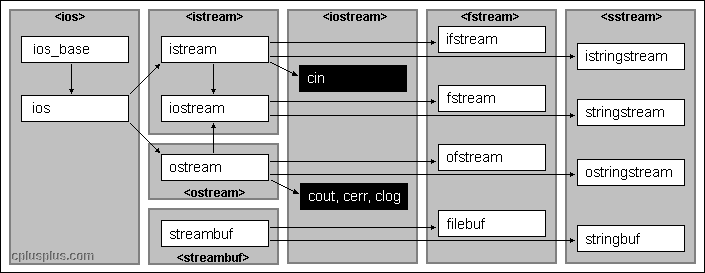 <ios>
<istream>
<iostream>
<fstream>
<sstream>
ios_base
istream
ifstream
istringstream
cin
ios
iostream
fstream
stringstream
ostream
ofstream
ostringstream
<ostream>
cout, cerr, clog
streambuf
filebuf
stringbuf
<streambuf>
cplusplus.com